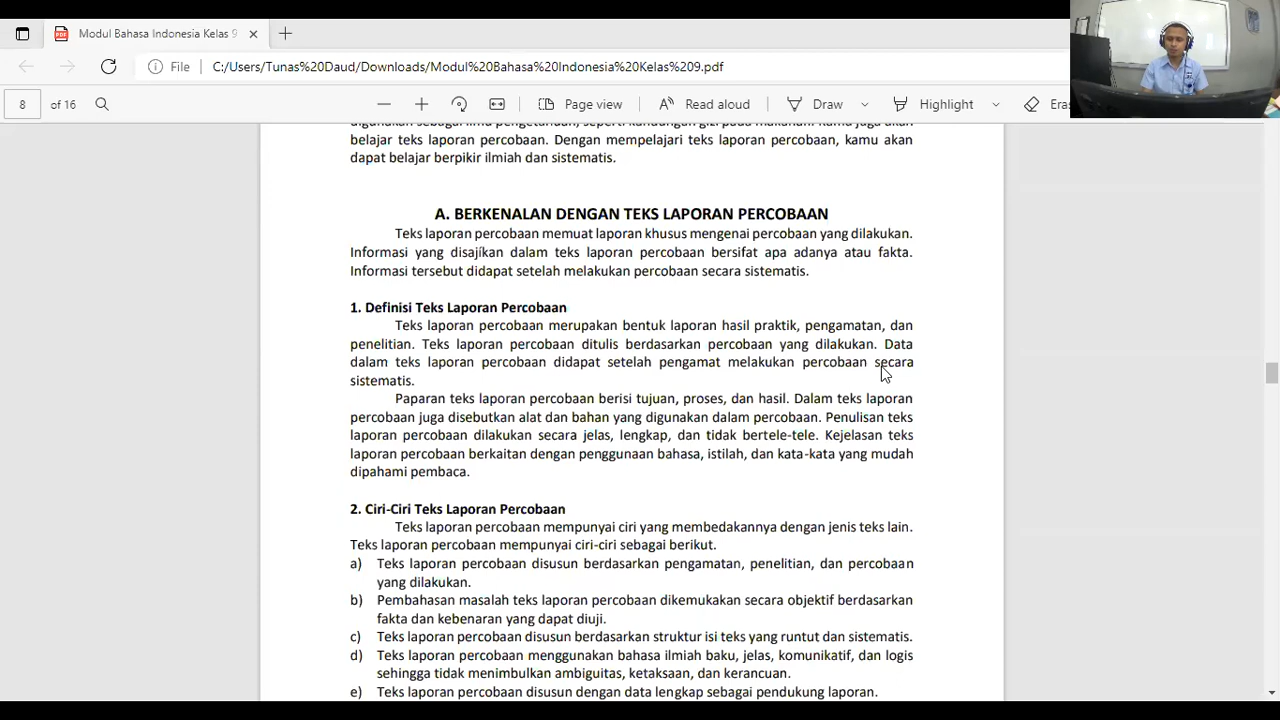 Modul Bahasa Indonesia Kelas 9
File C:/Users/Tunas%20Daud/Downloads/Modul%20Bahasa%20Indonesia%20Kelas%209.pdf
8 of 16 Page view Read aloud Draw Highlight Eras
belajar teks laporan percobaan. Dengan mempelajari teks laporan percobaan, kamu akan
dapat belajar berpikir ilmiah dan sistematis.
A. BERKENALAN DENGAN TEKS LAPORAN PERCOBAAN
Teks laporan percobaan memuat laporan khusus mengenai percobaan yang dilakukan.
Informasi yang disajíkan dalam teks laporan percobaan bersifat apa adanya atau fakta.
Informasi tersebut didapat setelah melakukan percobaan secara sistematis.
1. Definisi Teks Laporan Percobaan
Teks laporan percobaan merupakan bentuk laporan hasil praktik, pengamatan, dan
penelitian. Teks laporan percobaan ditulis berdasarkan percobaan yang dilakukan. Data
dalam teks laporan percobaan didapat setelah pengamat melakukan percobaan secara
sistematis.
Paparan teks laporan percobaan berisi tujuan, proses, dan hasil. Dalam teks laporan
percobaan juga disebutkan alat dan bahan yang digunakan dalam percobaan. Penulisan teks
laporan percobaan dilakukan secara jelas, lengkap, dan tidak bertele-tele. Kejelasan teks
laporan percobaan berkaitan dengan penggunaan bahasa, istilah, dan kata-kata yang mudah
dipahami pembaca.
2. Ciri-Ciri Teks Laporan Percobaan
Teks laporan percobaan mempunyai ciri yang membedakannya dengan jenis teks lain.
Teks laporan percobaan mempunyai ciri-ciri sebagai berikut.
a) Teks laporan percobaan disusun berdasarkan pengamatan, penelitian, dan percobaan
yang dilakukan.
b) Pembahasan masalah teks laporan percobaan dikemukakan secara objektif berdasarkan
fakta dan kebenaran yang dapat diuji.
c) Teks laporan percobaan disusun berdasarkan struktur isi teks yang runtut dan sistematis.
d) Teks laporan percobaan menggunakan bahasa ilmiah baku, jelas, komunikatif, dan logis
sehingga tidak menimbulkan ambiguitas, ketaksaan, dan kerancuan.
e) Teks laporan percobaan disusun dengan data lengkap sebagai pendukung laporan.